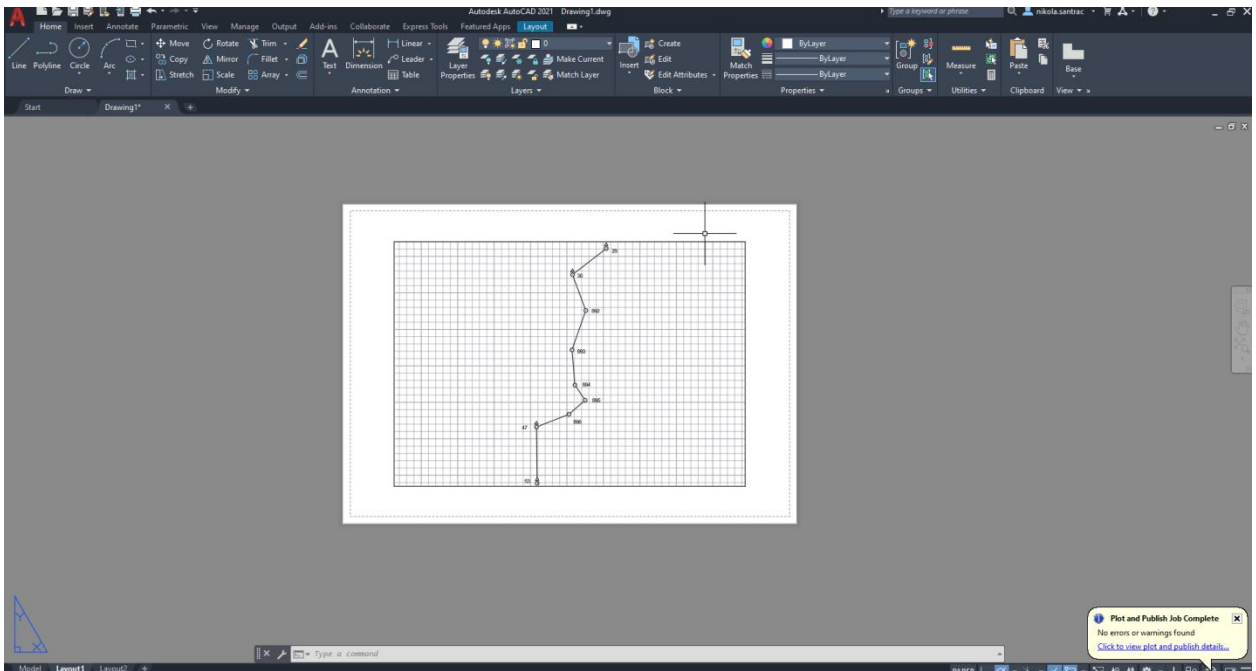 Autodesk AutoCAD 2021 Drawing1.dwg
Type a keyword or phrase
nikola.santrac
Home Insert Annotate Parametric View Manage Output Add-ins Collaborate Express Tools Featured Apps Layout
Line Polyline Circle Arc
Move Rotate Trim
Copy Mirror Fillet
Stretch Scale Array
Text Dimension
Linear
Leader
Table
Layer Properties
0
Make Current
Match Layer
Insert
Create
Edit
Edit Attributes
Match Properties
ByLayer
ByLayer
ByLayer
Group
Measure
Paste
Base
Draw Modify Annotation Layers Block Properties Groups Utilities Clipboard View
Start Drawing1*
29
892
893
894
895
896
47
Y
X
Type a command
Plot and Publish Job Complete
No errors or warnings found
Click to view plot and publish details...
Model Layout1 Layout2
PAPER